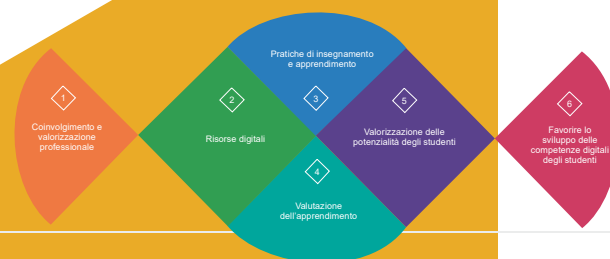 1
Coinvolgimento e
valorizzazione
professionale
2
Risorse digitali
Pratiche di insegnamento
e apprendimento
3
4
Valutazione
dell'apprendimento
5
Valorizzazione delle
potenzialità degli studenti
6
Favorire lo
sviluppo delle
competenze digitali
degli studenti